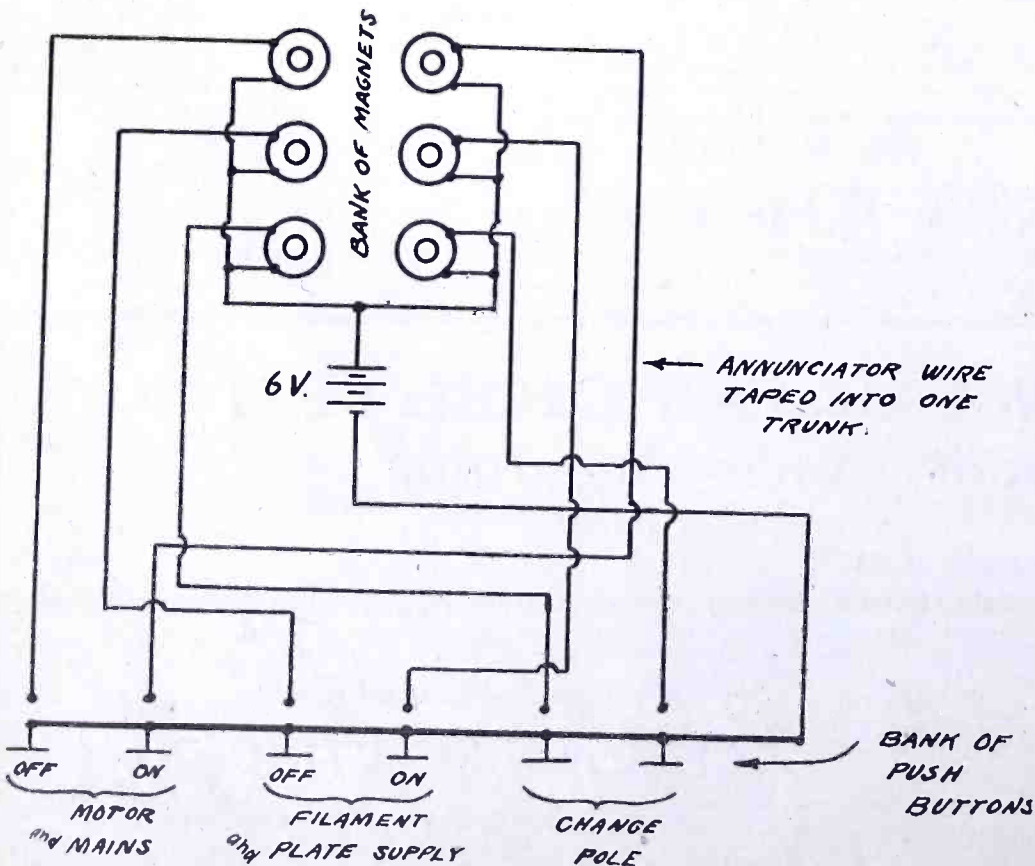 BANK OF MAGNETS
6V.
ANNUNCIATOR WIRE
TAPED INTO ONE
TRUNK.
OFF
ON
OFF
ON
MOTOR
and MAINS
FILAMENT
and PLATE SUPPLY
CHANGE
POLE
BANK OF
PUSH
BUTTONS